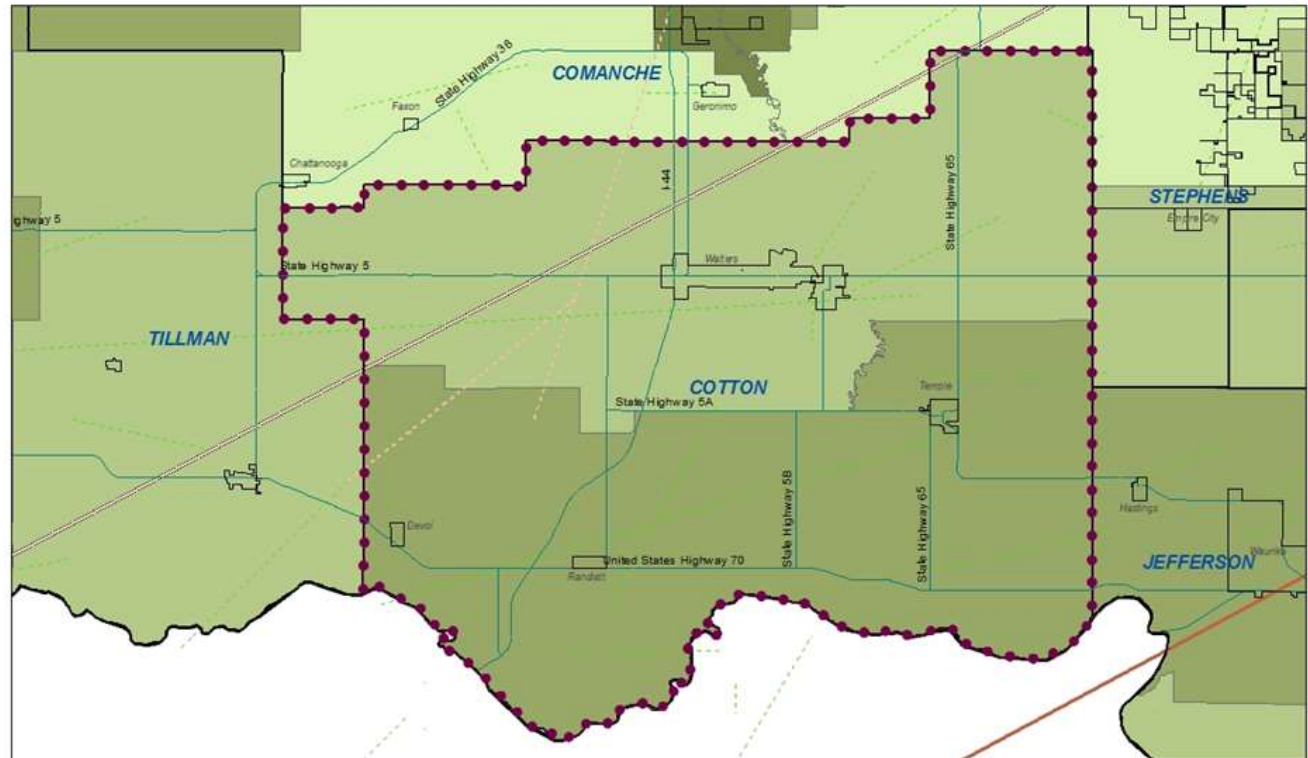 State Highway 36
COMANCHE
Faxon
Geronimo
Chattanooga
I-44
State Highway 65
STEPHENS
Empire City
ighway 5
State Highway 5
Walters
TILLMAN
COTTON
Temple
State Highway 5A
State Highway 5B
State Highway 65
Hastings
Devol
United States Highway 70
Randlett
Waurika
JEFFERSON